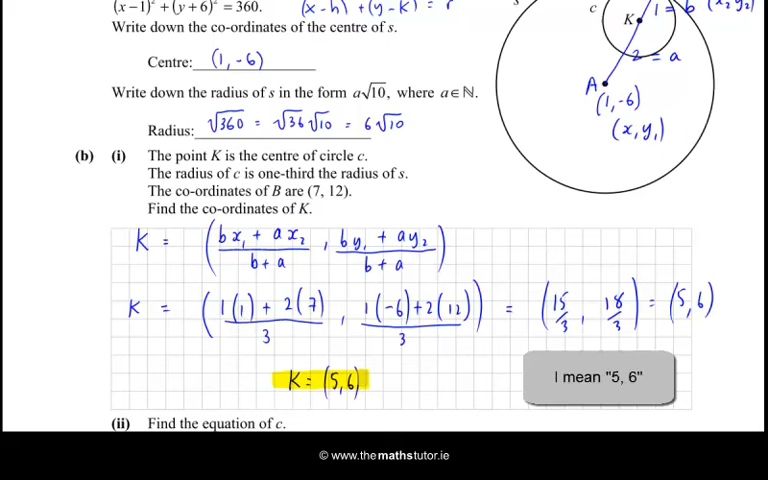 (x−1)² + (y+6)² = 360. (x - h)² + (y - k)² = r²
Write down the co-ordinates of the centre of s.
Centre: (1, -6)
Write down the radius of s in the form a√10, where a ∈ ℕ.
Radius: √360 = √36 √10 = 6√10
c K 1 = b (x₂ y₂)
2 = a
A
(1, -6)
(x, y₁)
(b) (i) The point K is the centre of circle c.
The radius of c is one-third the radius of s.
The co-ordinates of B are (7, 12).
Find the co-ordinates of K.
K = ( (bx₁ + ax₂)/(b + a) , (by₁ + ay₂)/(b + a) )
K = ( (1(1) + 2(7))/3 , (1(-6) + 2(12))/3 ) = ( 15/3 , 18/3 ) = (5, 6)
K = (5, 6)
I mean "5, 6"
(ii) Find the equation of c.
© www.themathstutor.ie